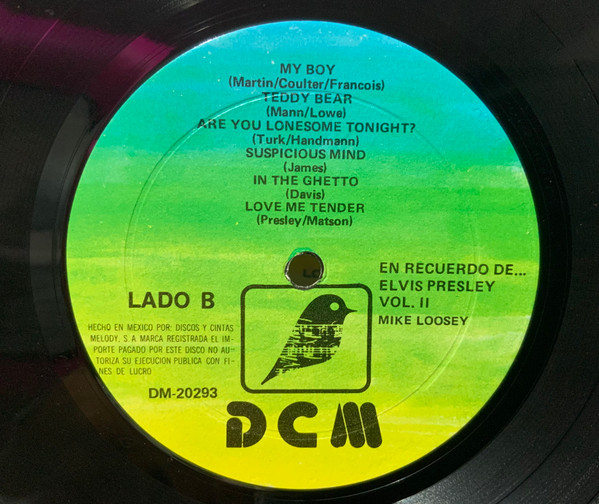 MY BOY
(Martin/Coulter/Francois)
TEDDY BEAR
(Mann/Lowe)
ARE YOU LONESOME TONIGHT?
(Turk/Handmann)
SUSPICIOUS MIND
(James)
IN THE GHETTO
(Davis)
LOVE ME TENDER
(Presley/Matson)
EN RECUERDO DE...
ELVIS PRESLEY
VOL. II
MIKE LOOSEY
LADO B
HECHO EN MEXICO POR: DISCOS Y CINTAS
MELODY, S. A MARCA REGISTRADA EL IM-
PORTE PAGADO POR ESTE DISCO NO AU-
TORIZA SU EJECUCION PUBLICA CON FI-
NES DE LUCRO
DM-20293
DCM